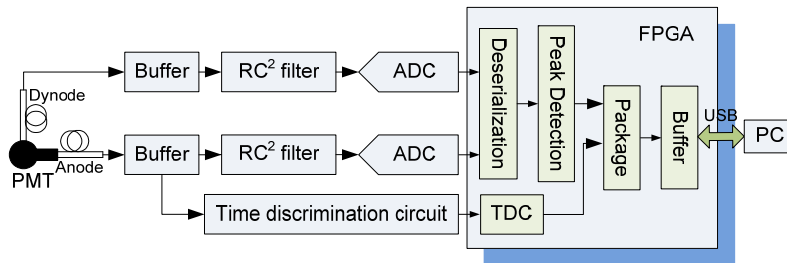 FPGA
Buffer
RC² filter
ADC
Dynode
Deserialization
Peak Detection
Package
Buffer
USB
PC
PMT
Anode
Buffer
RC² filter
ADC
Time discrimination circuit
TDC